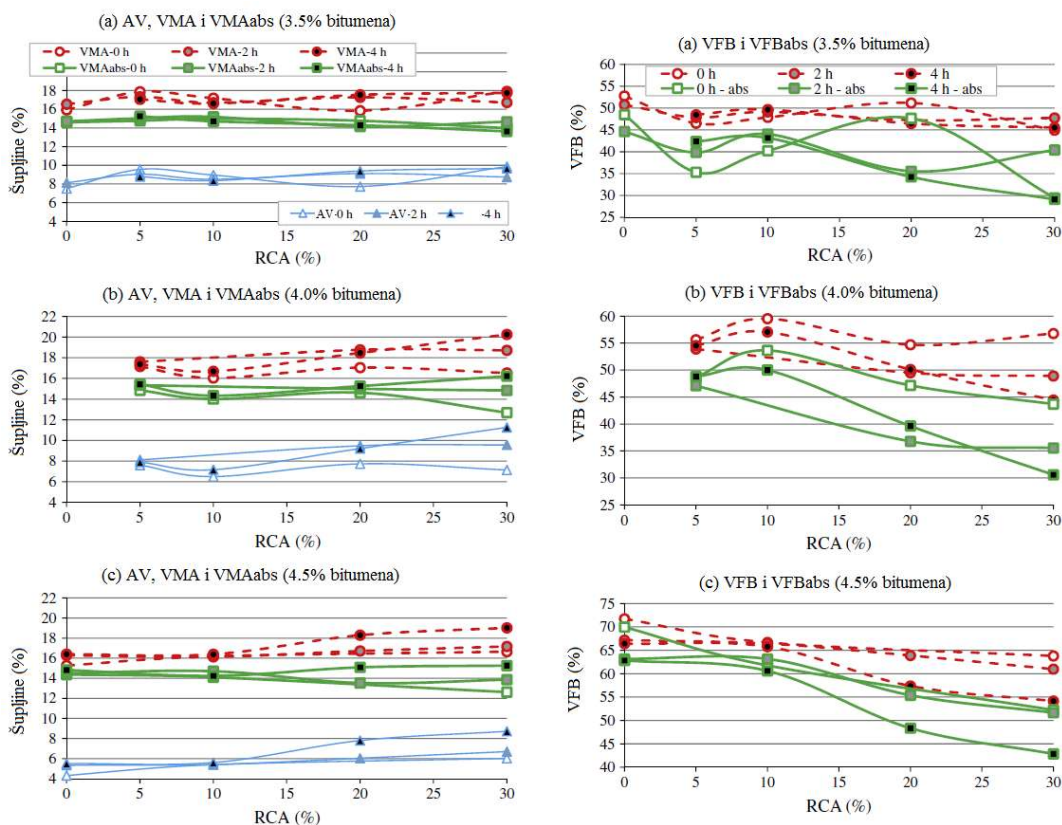 (a) AV, VMA i VMAabs (3.5% bitumena)
VMA-0 h VMA-2 h VMA-4 h
VMAabs-0 h VMAabs-2 h VMAabs-4 h
18
16
14
12
10
8
6
4
Šupljine (%)
AV-0 h AV-2 h -4 h
0 5 10 15 20 25 30
RCA (%)
(a) VFB i VFBabs (3.5% bitumena)
0 h 2 h 4 h
0 h - abs 2 h - abs 4 h - abs
60
55
50
45
40
35
30
25
VFB (%)
0 5 10 15 20 25 30
RCA (%)
(b) AV, VMA i VMAabs (4.0% bitumena)
22
20
18
16
14
12
10
8
6
4
Šupljine (%)
0 5 10 15 20 25 30
RCA (%)
(b) VFB i VFBabs (4.0% bitumena)
60
55
50
45
40
35
30
25
VFB (%)
0 5 10 15 20 25 30
RCA (%)
(c) AV, VMA i VMAabs (4.5% bitumena)
22
20
18
16
14
12
10
8
6
4
Šupljine (%)
0 5 10 15 20 25 30
RCA (%)
(c) VFB i VFBabs (4.5% bitumena)
75
70
65
60
55
50
45
40
VFB (%)
0 5 10 15 20 25 30
RCA (%)